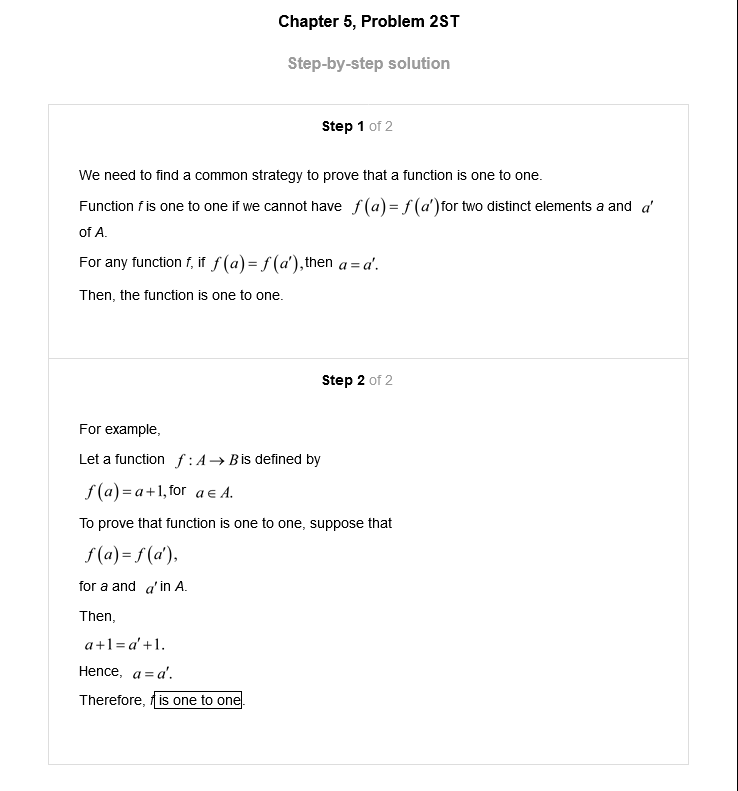 Chapter 5, Problem 2ST
Step-by-step solution
Step 1 of 2
We need to find a common strategy to prove that a function is one to one.
Function f is one to one if we cannot have f(a)=f(a′) for two distinct elements a and a′
of A.
For any function f, if f(a)=f(a′), then a=a′.
Then, the function is one to one.
Step 2 of 2
For example,
Let a function f : A → B is defined by
f(a)=a+1, for a∈A.
To prove that function is one to one, suppose that
f(a)=f(a′),
for a and a′ in A.
Then,
a+1=a′+1.
Hence, a=a′.
Therefore, f is one to one.